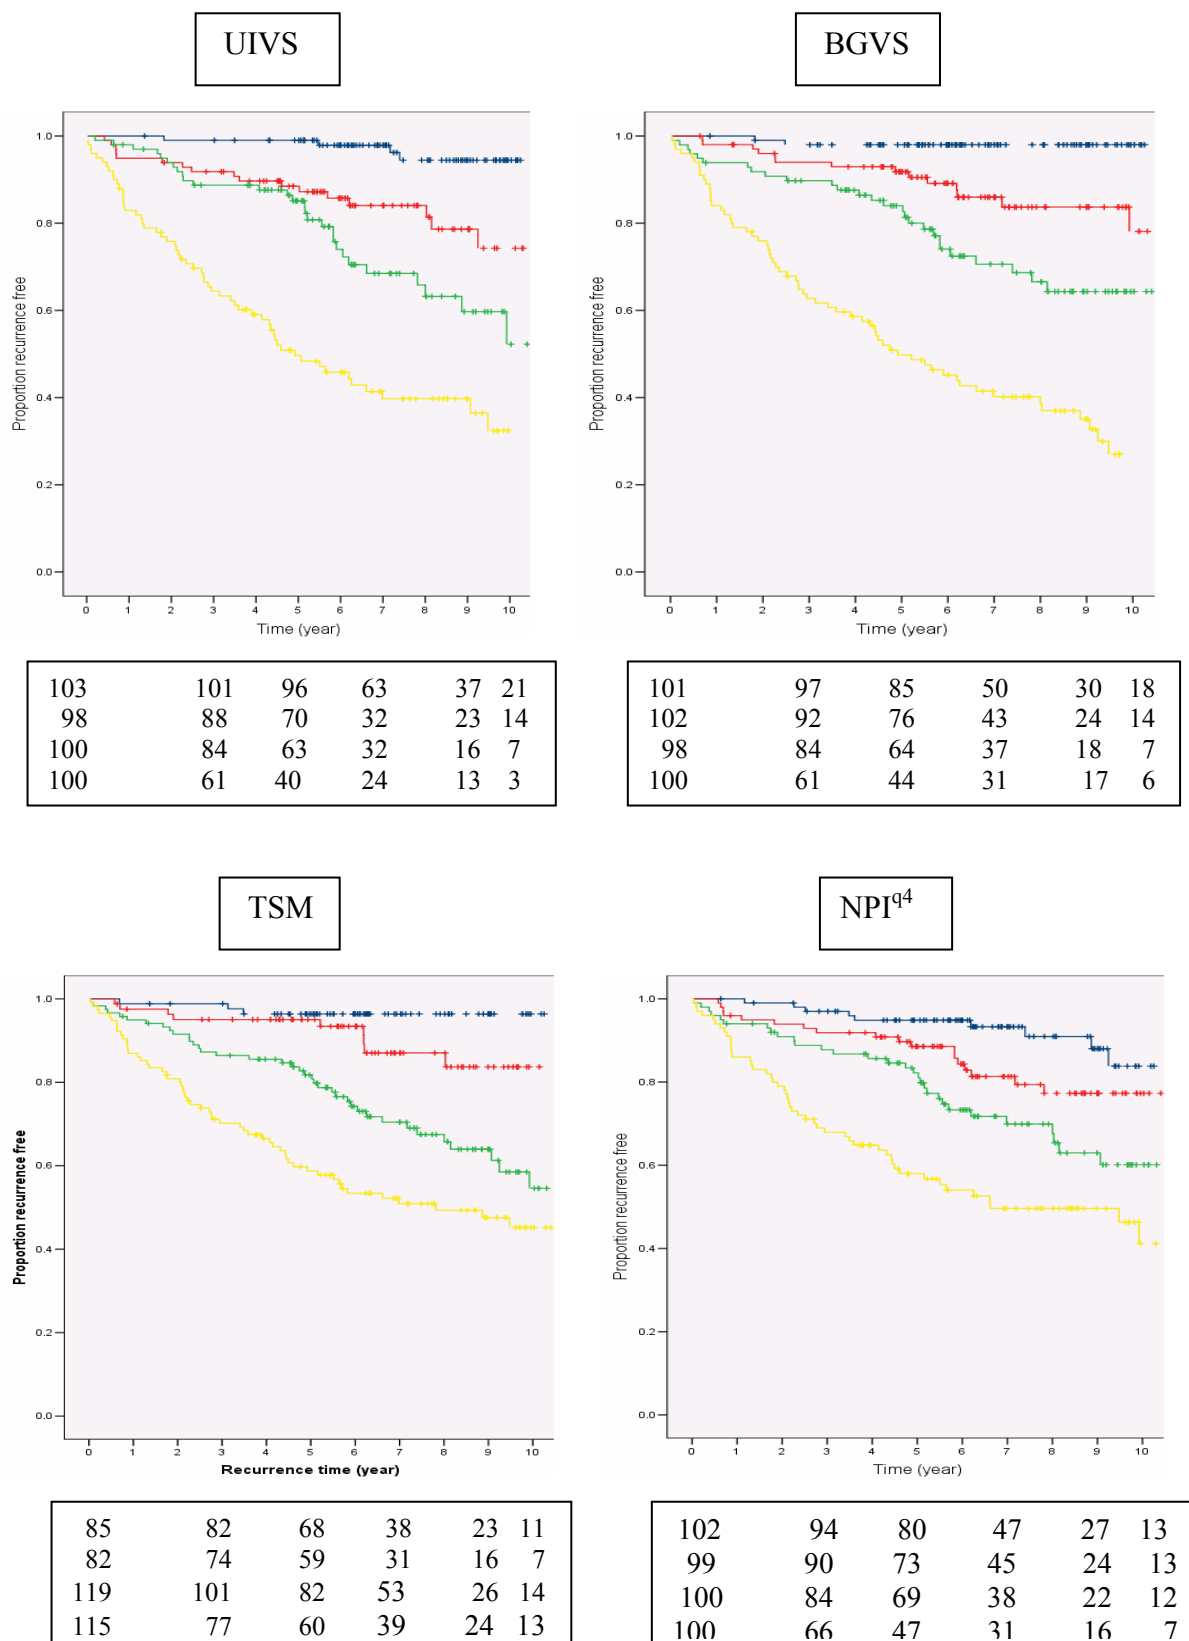 UIVS
BGVS
Proportion recurrence free
1.0
0.8
0.6
0.4
0.2
0.0
0 1 2 3 4 5 6 7 8 9 10
Time (year)
Proportion recurrence free
1.0
0.8
0.6
0.4
0.2
0.0
0 1 2 3 4 5 6 7 8 9 10
Time (year)
103 101 96 63 37 21
98 88 70 32 23 14
100 84 63 32 16 7
100 61 40 24 13 3
101 97 85 50 30 18
102 92 76 43 24 14
98 84 64 37 18 7
100 61 44 31 17 6
TSM
NPI^q4
Proportion recurrence free
1.0
0.8
0.6
0.4
0.2
0.0
0 1 2 3 4 5 6 7 8 9 10
Recurrence time (year)
Proportion recurrence free
1.0
0.8
0.6
0.4
0.2
0.0
0 1 2 3 4 5 6 7 8 9 10
Time (year)
85 82 68 38 23 11
82 74 59 31 16 7
119 101 82 53 26 14
115 77 60 39 24 13
102 94 80 47 27 13
99 90 73 45 24 13
100 84 69 38 22 12
100 66 47 31 16 7